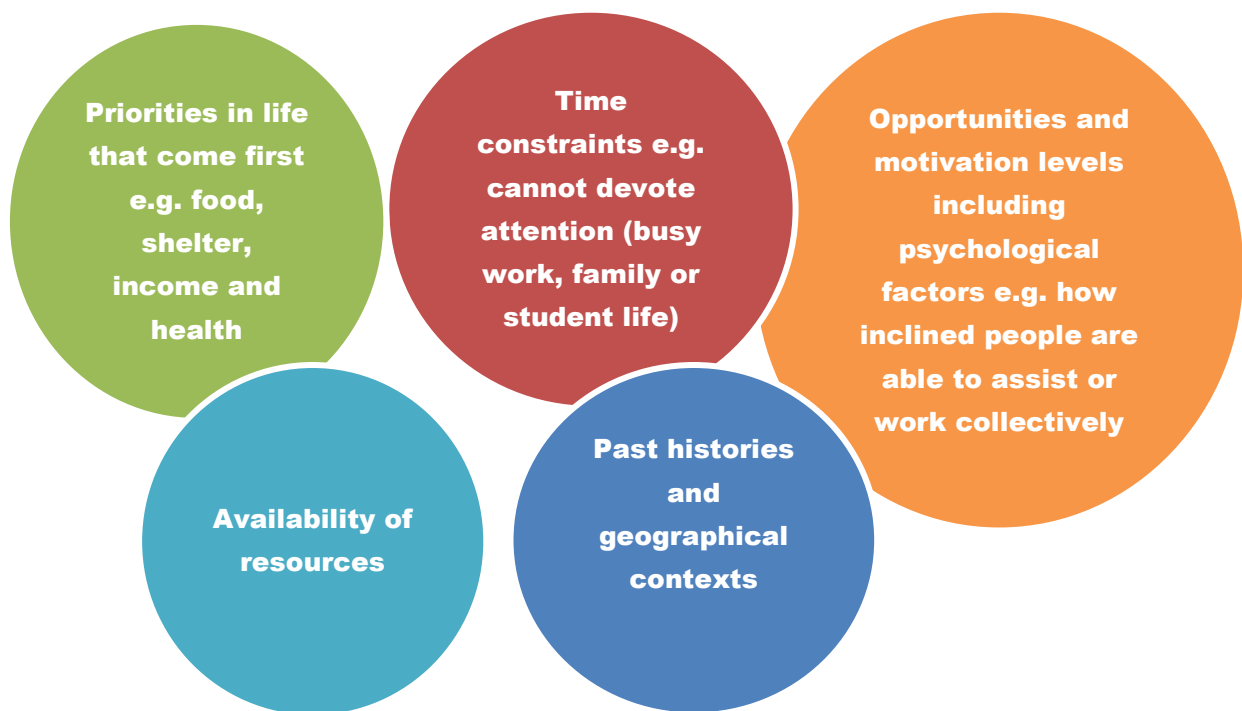 Priorities in life
that come first
e.g. food,
shelter,
income and
health
Time
constraints e.g.
cannot devote
attention (busy
work, family or
student life)
Opportunities and
motivation levels
including
psychological
factors e.g. how
inclined people are
able to assist or
work collectively
Availability of
resources
Past histories
and
geographical
contexts